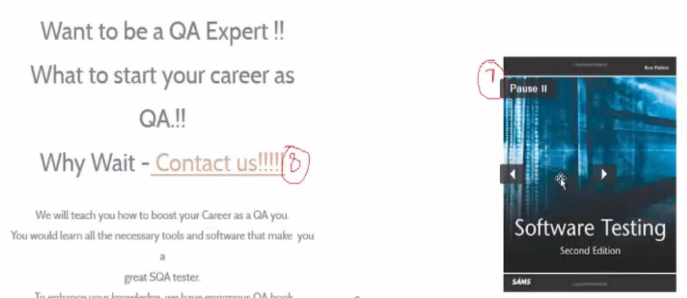 Want to be a QA Expert !!
What to start your career as
QA.!!
Why Wait - Contact us!!!!!
8
We will teach you how to boost your Career as a QA you.
You would learn all the necessary tools and software that make you
a
great SQA tester.
To enhance your knowledge, we have enormous QA book
7
Ron Patton
Pause II
Software Testing
Second Edition
SAMS